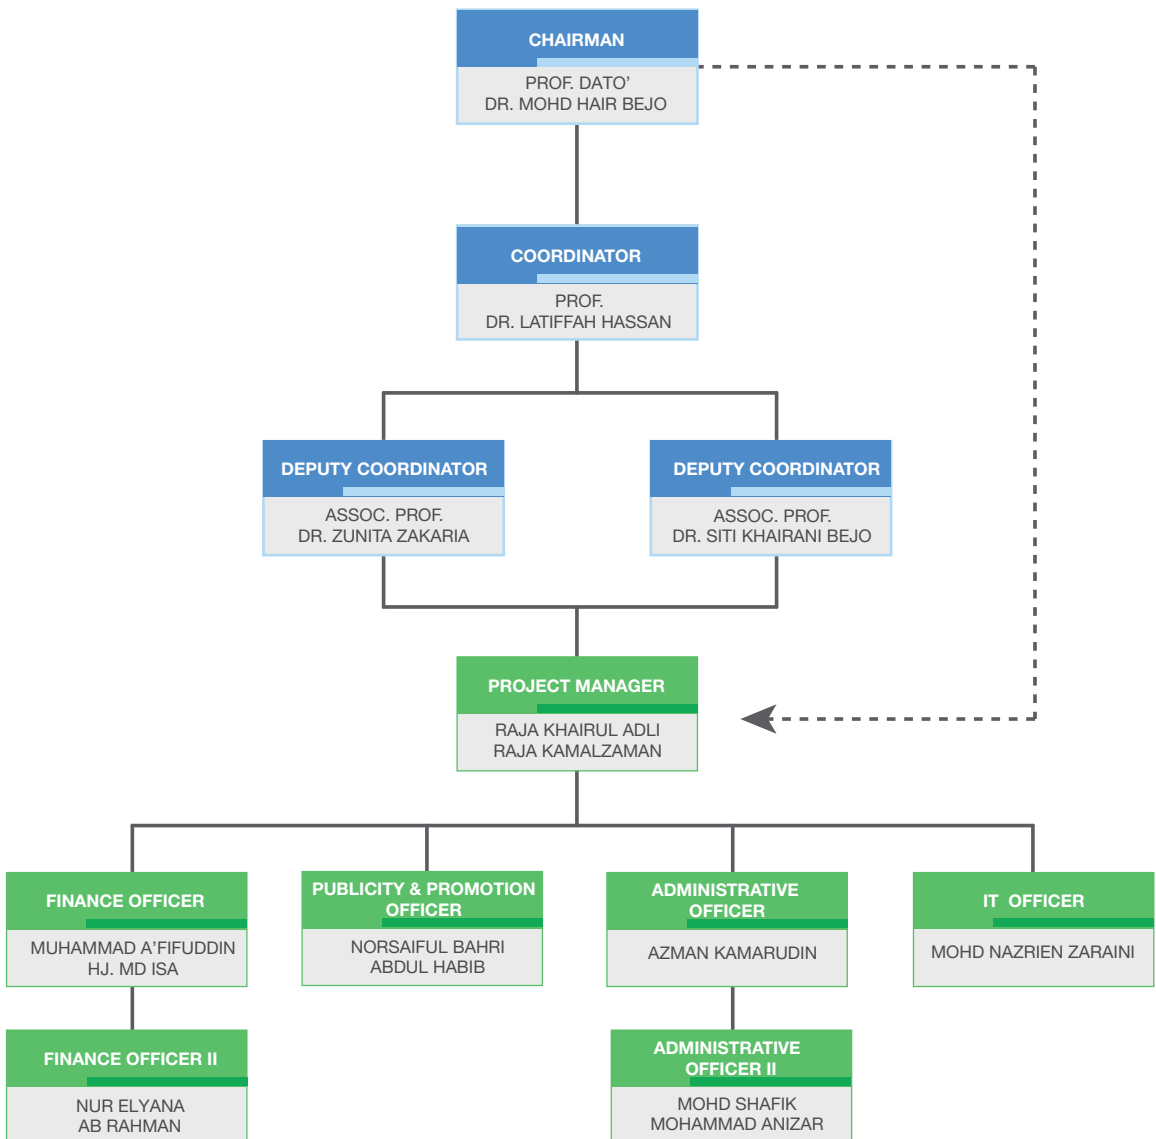 CHAIRMAN
PROF. DATO’
DR. MOHD HAIR BEJO
COORDINATOR
PROF.
DR. LATIFFAH HASSAN
DEPUTY COORDINATOR
ASSOC. PROF.
DR. ZUNITA ZAKARIA
DEPUTY COORDINATOR
ASSOC. PROF.
DR. SITI KHAIRANI BEJO
PROJECT MANAGER
RAJA KHAIRUL ADLI
RAJA KAMALZAMAN
FINANCE OFFICER
MUHAMMAD A’FIFUDDIN
HJ. MD ISA
PUBLICITY & PROMOTION
OFFICER
NORSAIFUL BAHRI
ABDUL HABIB
ADMINISTRATIVE
OFFICER
AZMAN KAMARUDIN
IT OFFICER
MOHD NAZRIEN ZARAINI
FINANCE OFFICER II
NUR ELYANA
AB RAHMAN
ADMINISTRATIVE
OFFICER II
MOHD SHAFIK
MOHAMMAD ANIZAR